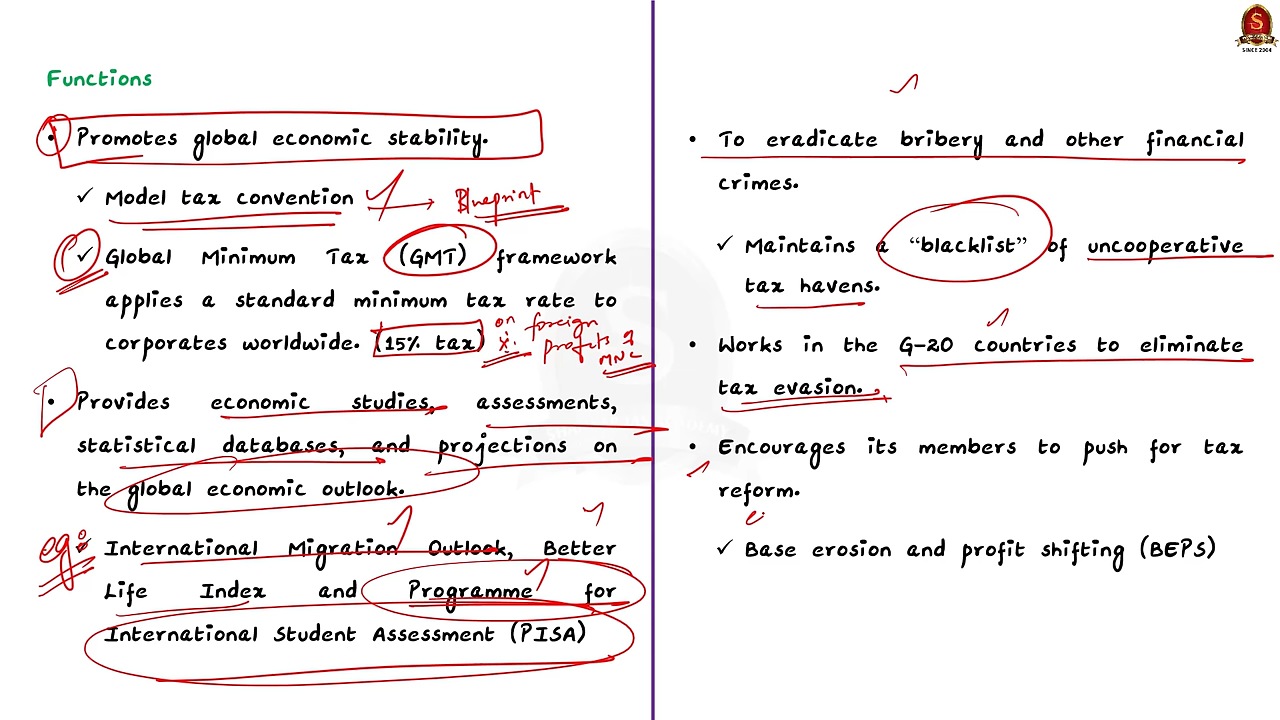 Functions
• Promotes global economic stability.
✓ Model tax convention → Blueprint
✓ Global Minimum Tax (GMT) framework
applies a standard minimum tax rate to
corporates worldwide. (15% tax)
on foreign
profits of
MNC
• Provides economic studies, assessments,
statistical databases, and projections on
the global economic outlook.
eg:
✓ International Migration Outlook, Better
Life Index and Programme for
International Student Assessment (PISA)
S
SINCE 2004
• To eradicate bribery and other financial
crimes.
✓ Maintains a “blacklist” of uncooperative
tax havens.
• Works in the G-20 countries to eliminate
tax evasion.
• Encourages its members to push for tax
reform.
✓ Base erosion and profit shifting (BEPS)